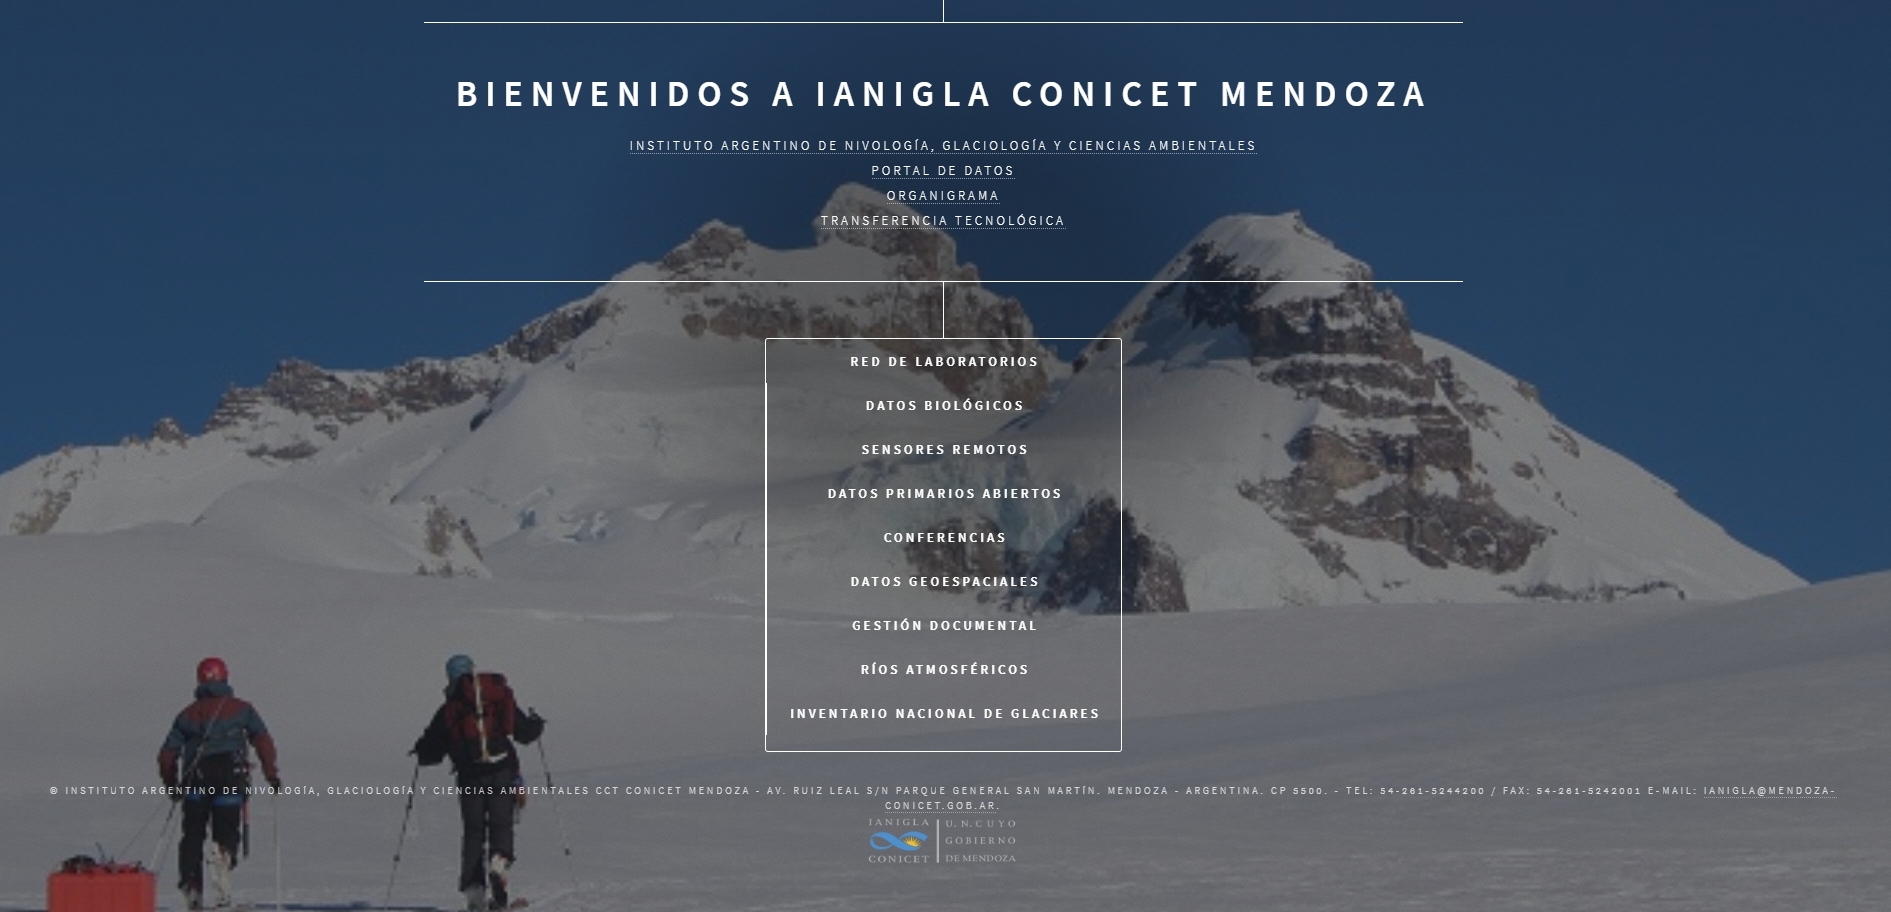 BIENVENIDOS A IANIGLA CONICET MENDOZA
INSTITUTO ARGENTINO DE NIVOLOGÍA, GLACIOLOGÍA Y CIENCIAS AMBIENTALES
PORTAL DE DATOS
ORGANIGRAMA
TRANSFERENCIA TECNOLÓGICA
RED DE LABORATORIOS
DATOS BIOLÓGICOS
SENSORES REMOTOS
DATOS PRIMARIOS ABIERTOS
CONFERENCIAS
DATOS GEOESPACIALES
GESTIÓN DOCUMENTAL
RÍOS ATMOSFÉRICOS
INVENTARIO NACIONAL DE GLACIARES
© INSTITUTO ARGENTINO DE NIVOLOGÍA, GLACIOLOGÍA Y CIENCIAS AMBIENTALES CCT CONICET MENDOZA - AV. RUIZ LEAL S/N PARQUE GENERAL SAN MARTÍN. MENDOZA - ARGENTINA. CP 5500. - TEL: 54-261-5244200 / FAX: 54-261-5242001 E-MAIL: IANIGLA@MENDOZA-
CONICET.GOB.AR.
IANIGLA
CONICET
U.N.CUYO
GOBIERNO
DE MENDOZA